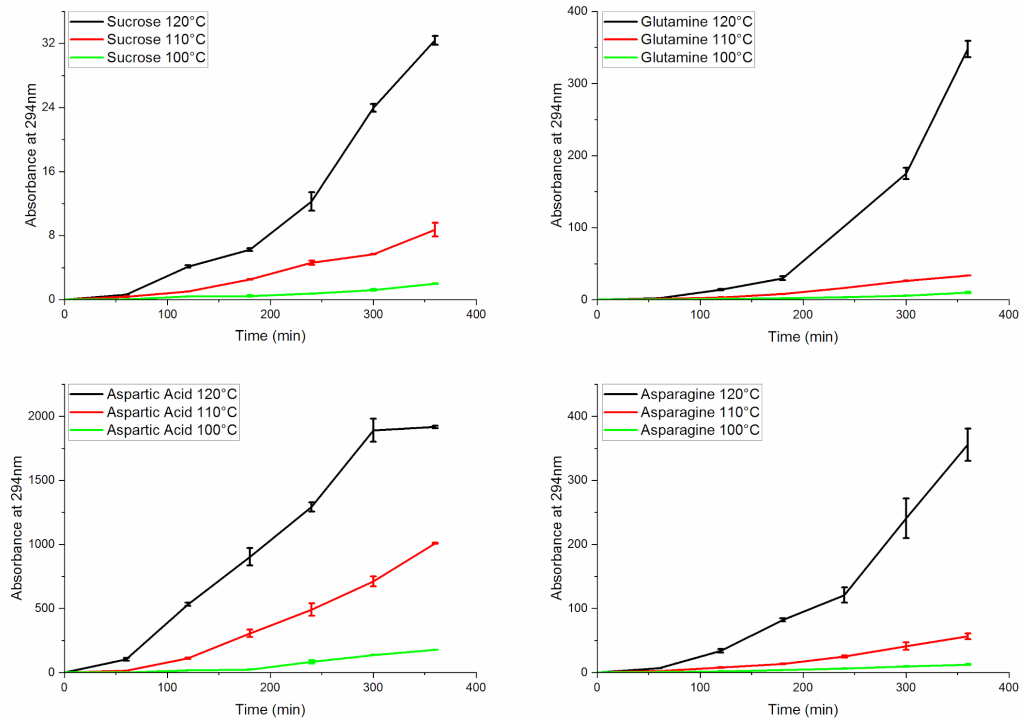 Sucrose 120°C
Sucrose 110°C
Sucrose 100°C
32
24
16
8
0
Absorbance at 294nm
0
100
200
300
400
Time (min)
Glutamine 120°C
Glutamine 110°C
Glutamine 100°C
400
300
200
100
0
Absorbance at 294nm
0
100
200
300
400
Time (min)
Aspartic Acid 120°C
Aspartic Acid 110°C
Aspartic Acid 100°C
2000
1500
1000
500
0
Absorbance at 294nm
0
100
200
300
400
Time (min)
Asparagine 120°C
Asparagine 110°C
Asparagine 100°C
400
300
200
100
0
Absorbance at 294nm
0
100
200
300
400
Time (min)